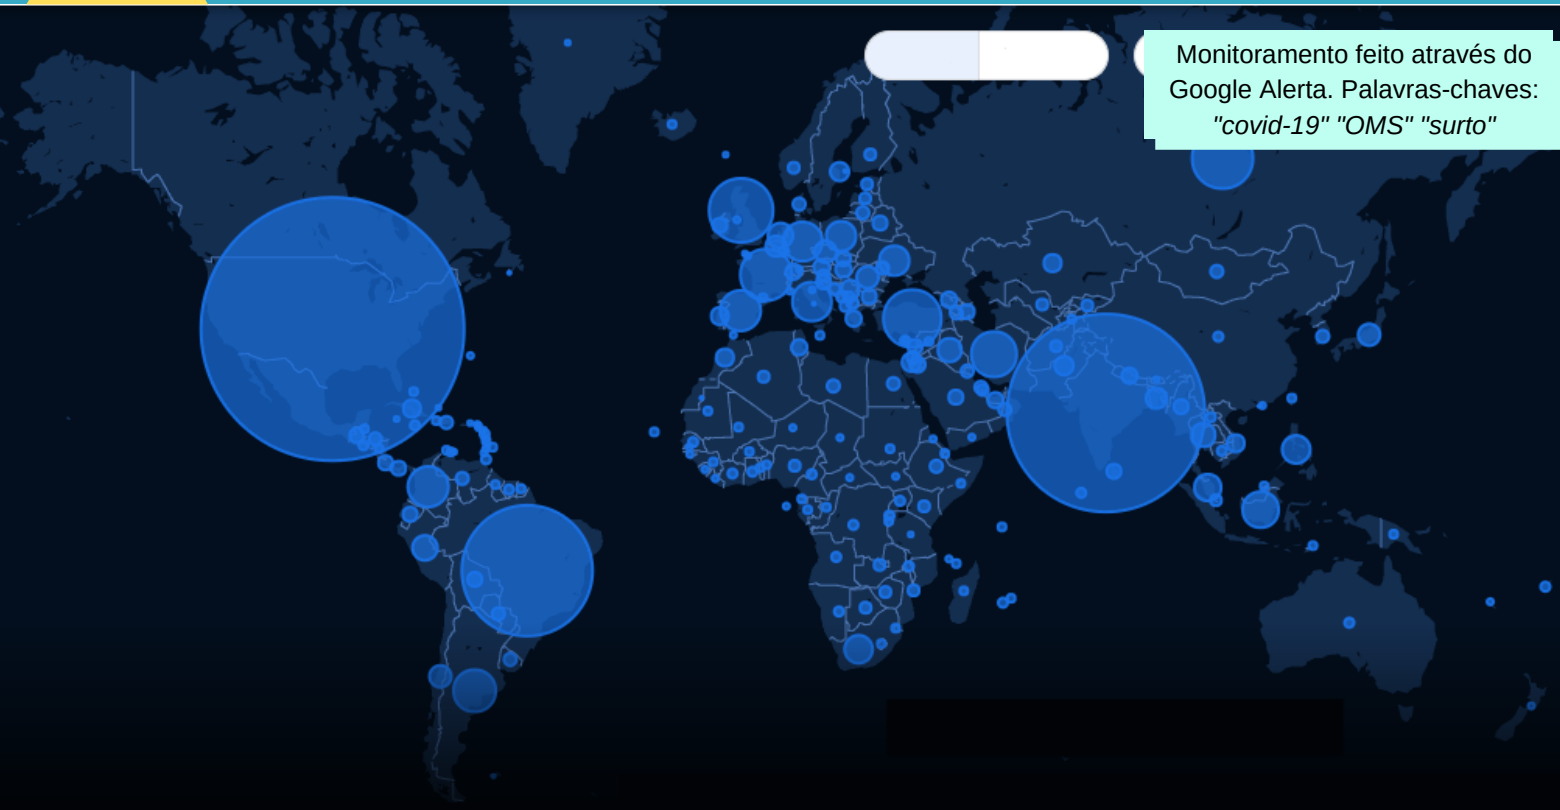 Monitoramento feito através do
Google Alerta. Palavras-chaves:
"covid-19" "OMS" "surto"